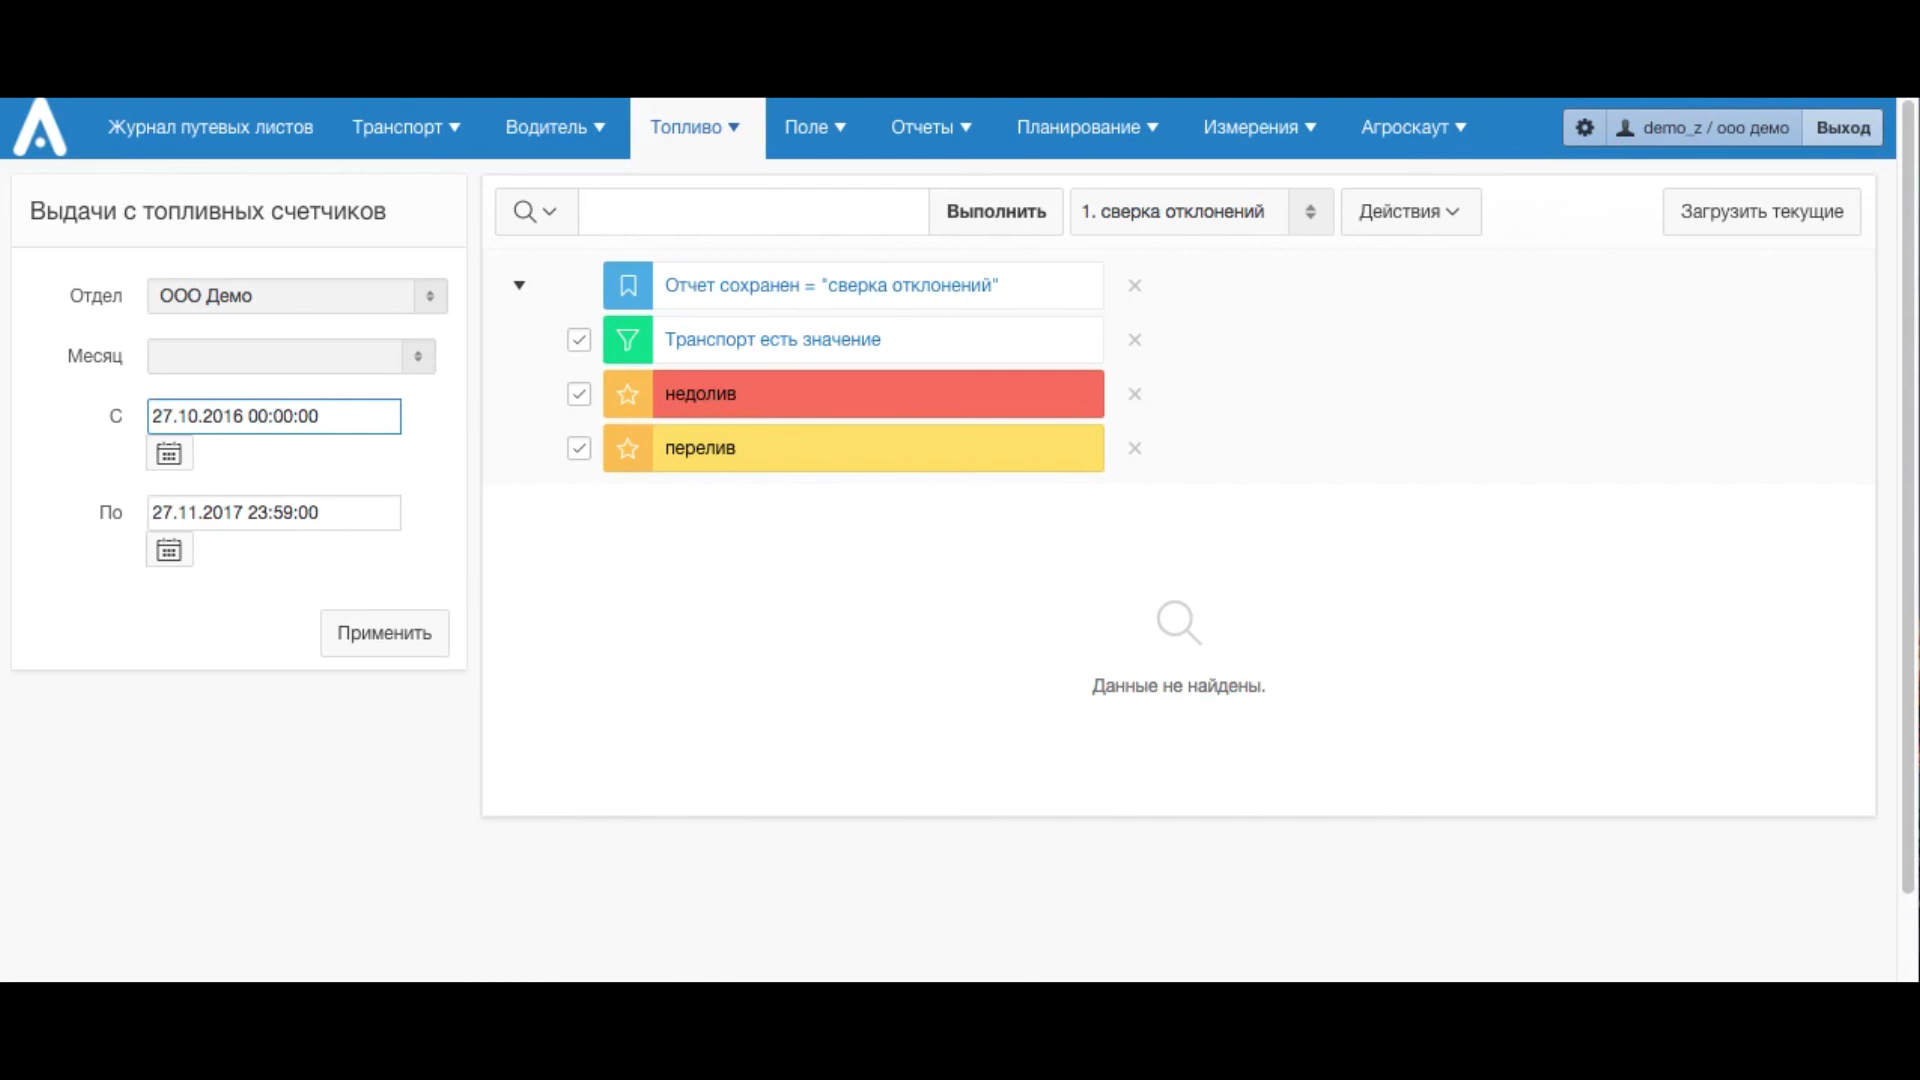 Журнал путевых листов Транспорт Водитель Топливо Поле Отчеты Планирование Измерения Агроскаут demo_z / ооо демо Выход
Выдачи с топливных счетчиков
Отдел ООО Демо
Месяц
С 27.10.2016 00:00:00
По 27.11.2017 23:59:00
Применить
Выполнить 1. сверка отклонений Действия Загрузить текущие
Отчет сохранен = "сверка отклонений"
Транспорт есть значение
недолив
перелив
Данные не найдены.